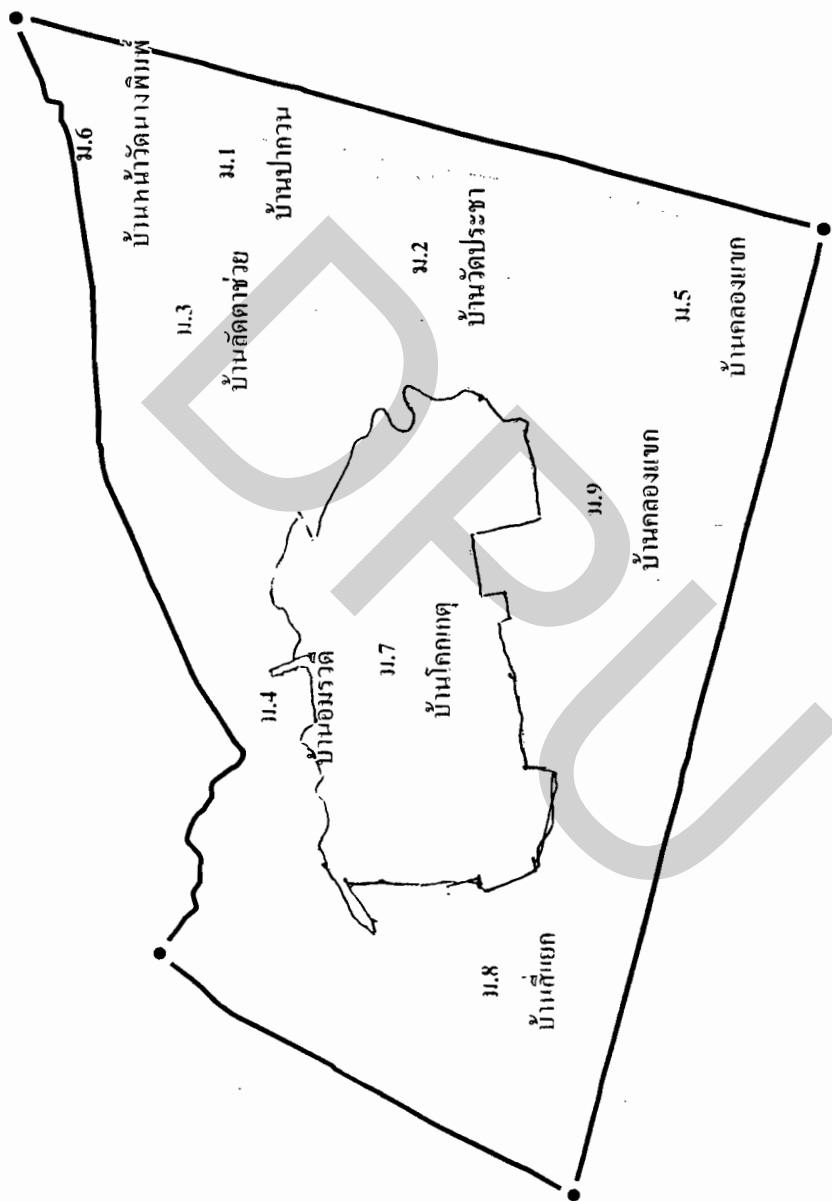 ม.6
บ้านหน้าวัดนางพิมพ์
ม.1
บ้านปากวน
ม.3
บ้านลัดตาช่วย
ม.2
บ้านวัดประชา
ม.5
บ้านคลองแขก
ม.9
บ้านคลองแขก
ม.4
บ้านอมรวดี
ม.7
บ้านโคกเกตุ
ม.8
บ้านสี่แยก
DPU